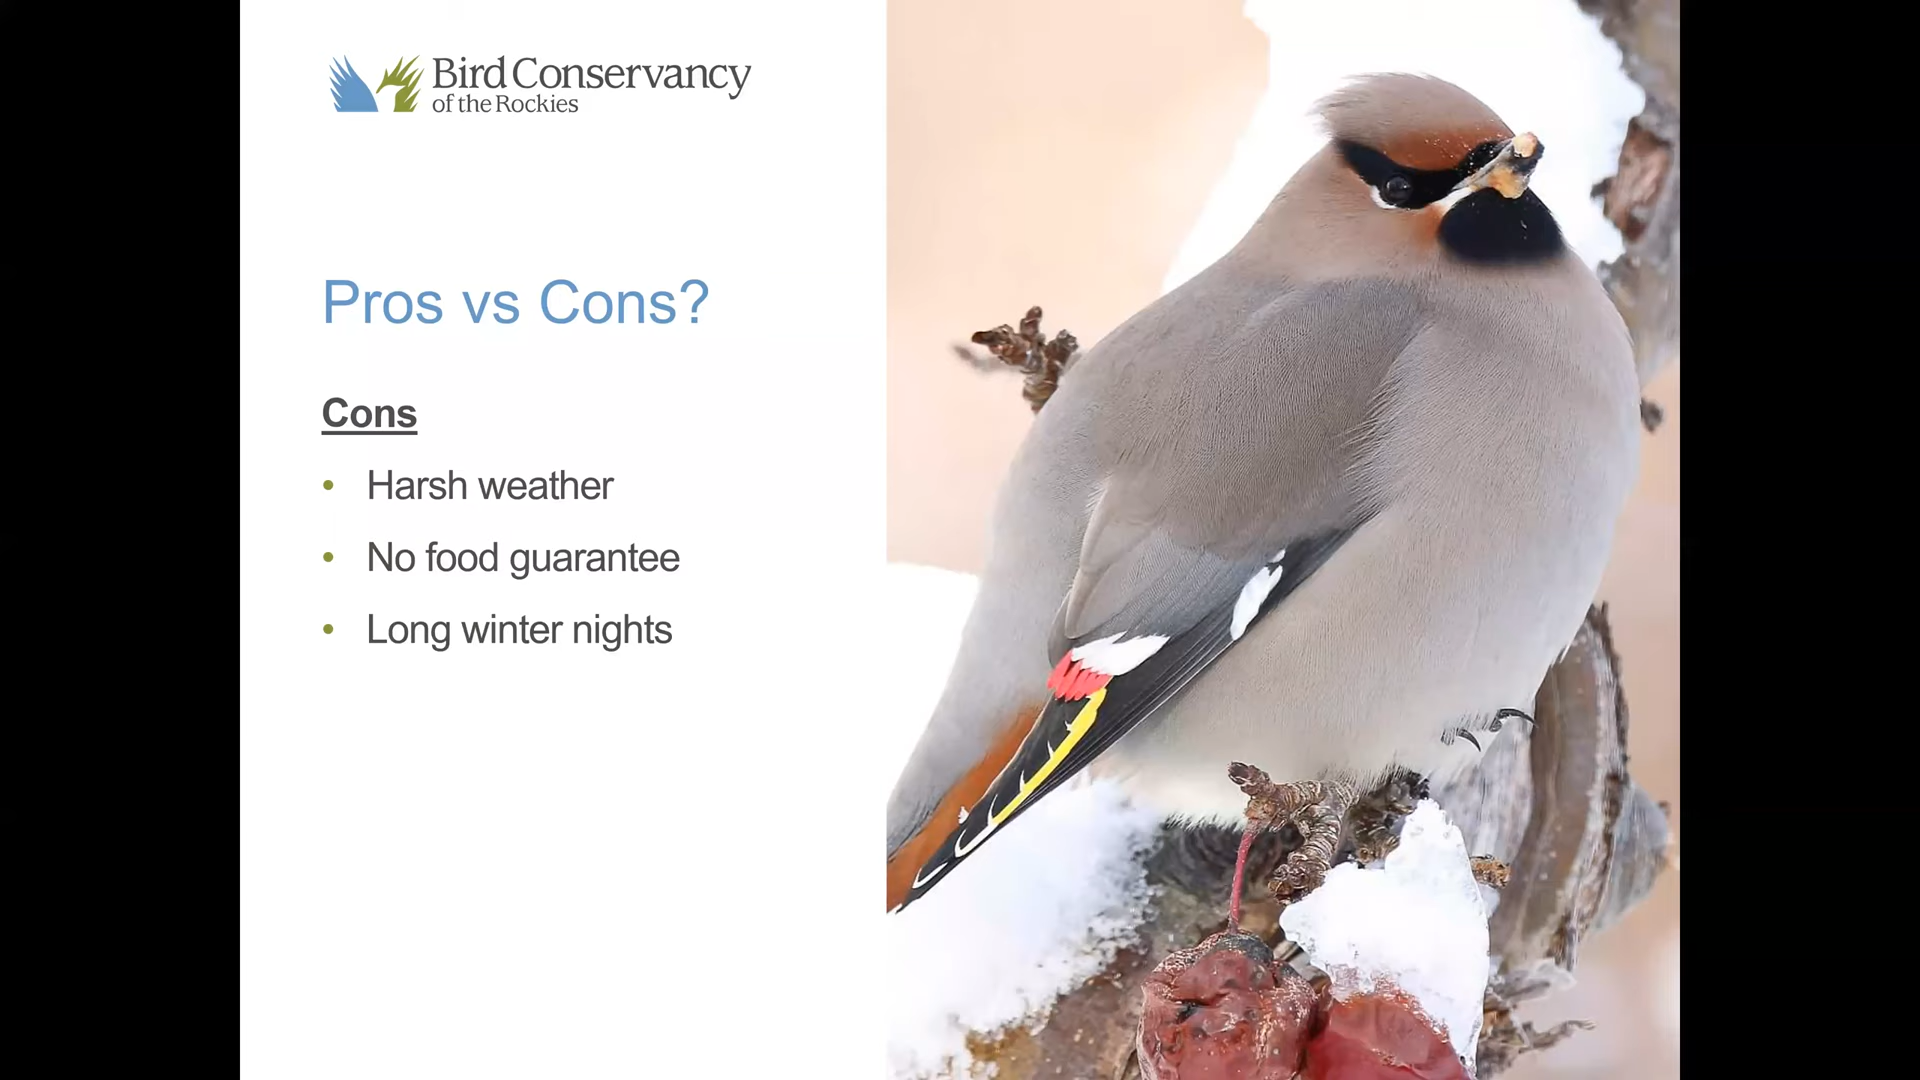 Bird Conservancy
of the Rockies
Pros vs Cons?
Cons
• Harsh weather
• No food guarantee
• Long winter nights